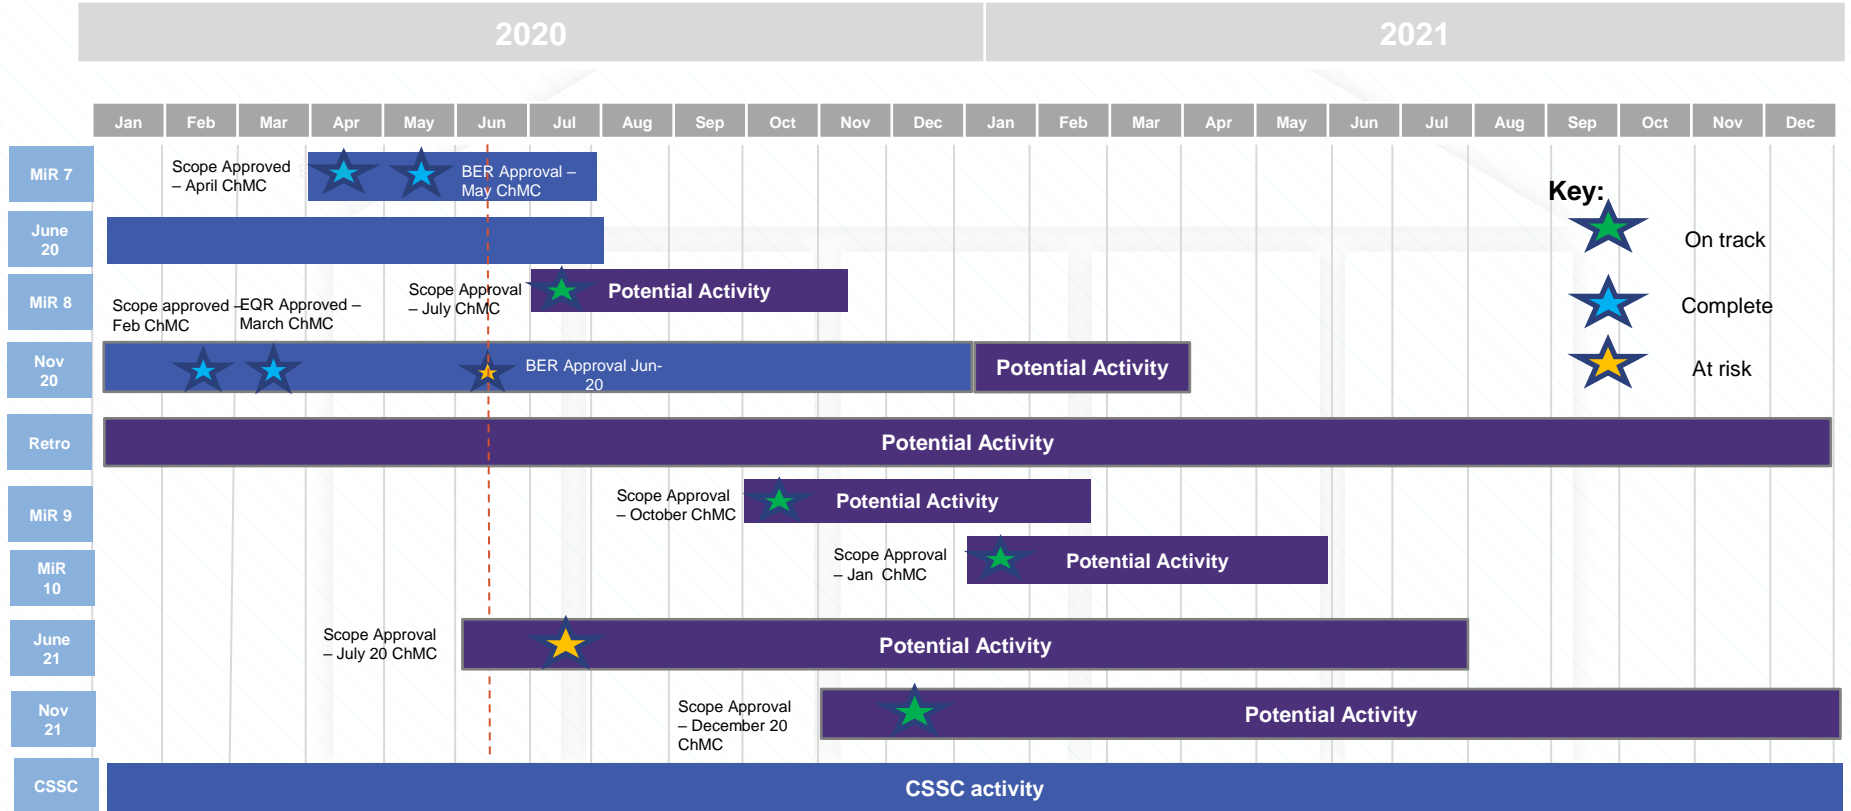 2020
2021
Jan
Feb
Mar
Apr
May
Jun
Jul
Aug
Sep
Oct
Nov
Dec
Jan
Feb
Mar
Apr
May
Jun
Jul
Aug
Sep
Oct
Nov
Dec
MiR 7
Scope Approved
– April ChMC
BER Approval –
May ChMC
Key:
On track
Complete
At risk
June
20
MiR 8
Scope Approval
– July ChMC
Potential Activity
Scope approved –
Feb ChMC
EQR Approved –
March ChMC
Nov
20
BER Approval Jun-
20
Potential Activity
Retro
Potential Activity
MiR 9
Scope Approval
– October ChMC
Potential Activity
MiR
10
Scope Approval
– Jan ChMC
Potential Activity
June
21
Scope Approval
– July 20 ChMC
Potential Activity
Nov
21
Scope Approval
– December 20
ChMC
Potential Activity
CSSC
CSSC activity